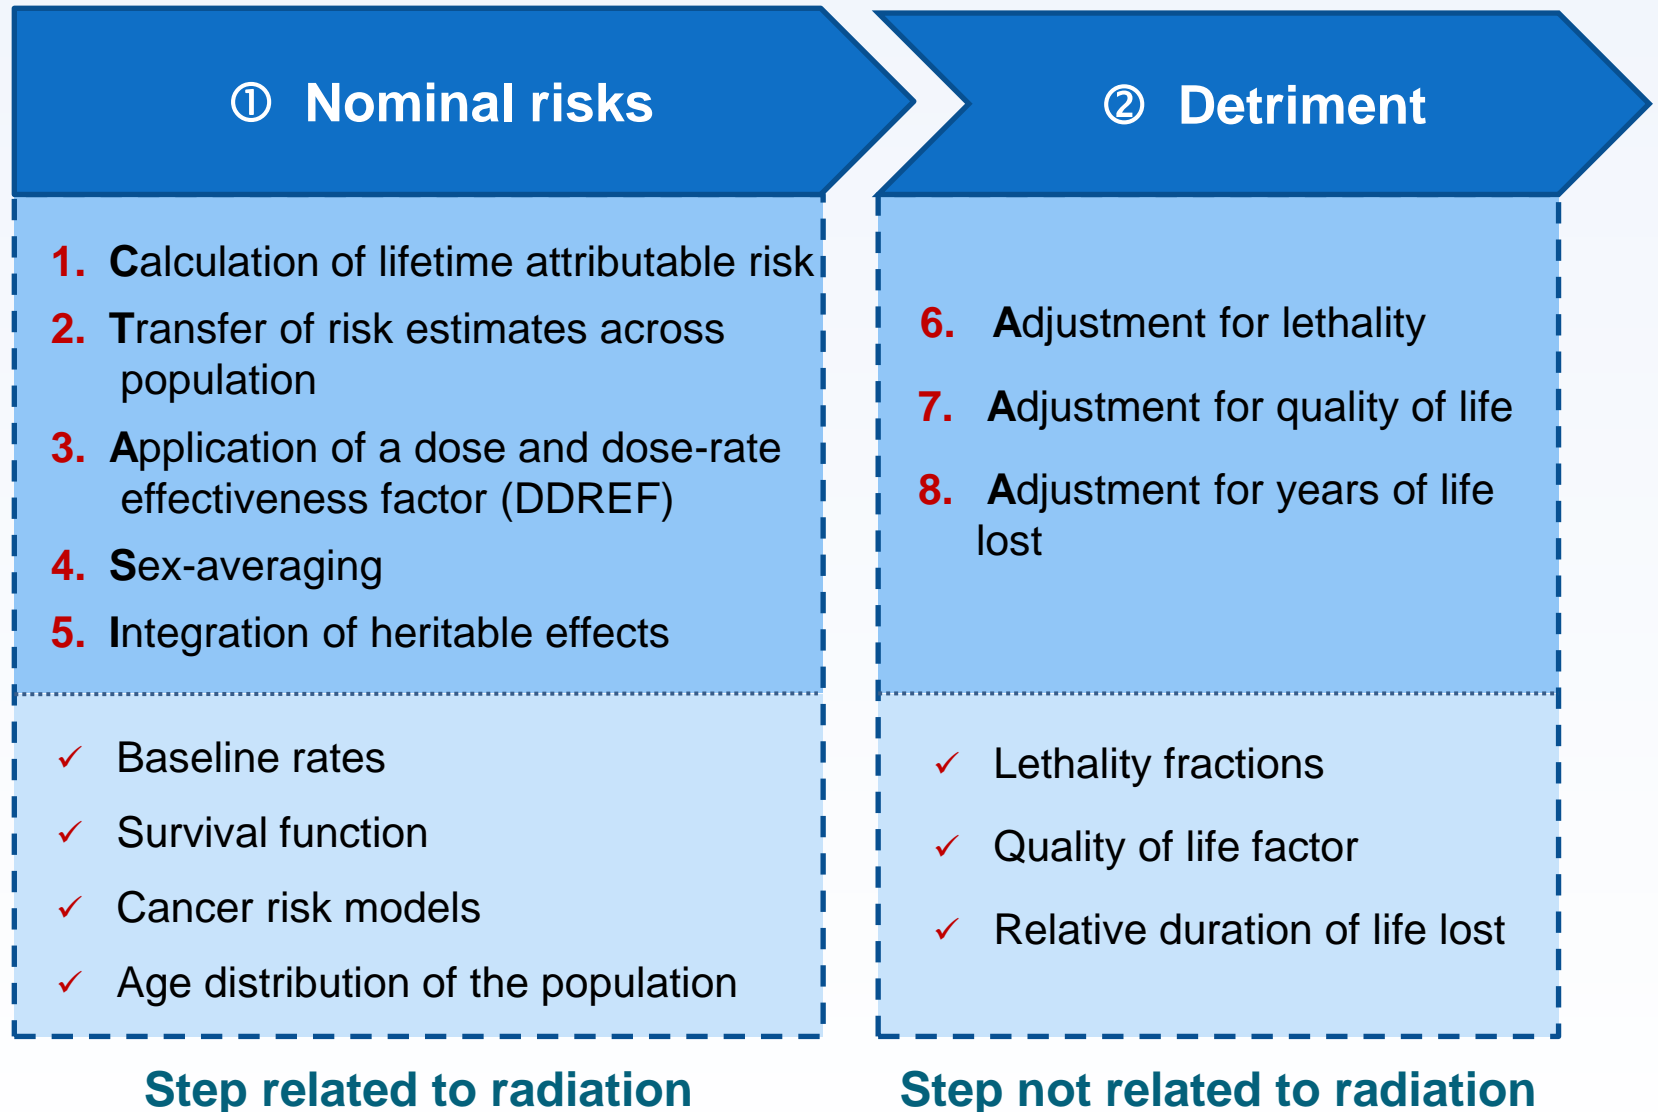 ① Nominal risks
1. Calculation of lifetime attributable risk
2. Transfer of risk estimates across
population
3. Application of a dose and dose-rate
effectiveness factor (DDREF)
4. Sex-averaging
5. Integration of heritable effects
✓ Baseline rates
✓ Survival function
✓ Cancer risk models
✓ Age distribution of the population
Step related to radiation
② Detriment
6. Adjustment for lethality
7. Adjustment for quality of life
8. Adjustment for years of life
lost
✓ Lethality fractions
✓ Quality of life factor
✓ Relative duration of life lost
Step not related to radiation